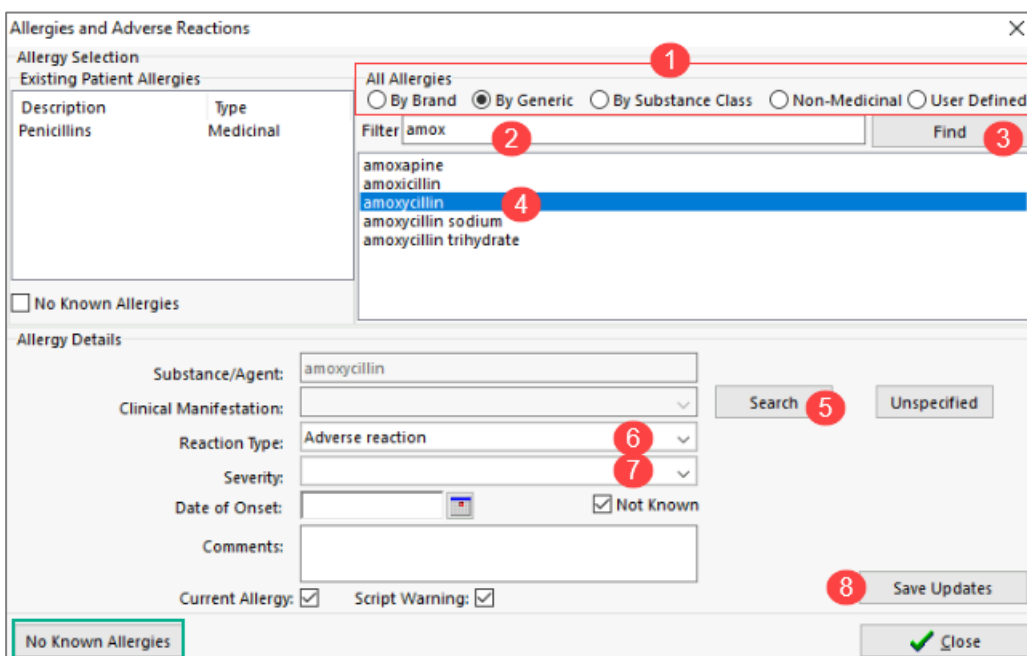 Allergies and Adverse Reactions
Allergy Selection
1
Existing Patient Allergies
All Allergies
Description Type
By Brand By Generic By Substance Class Non-Medicinal User Defined
Penicillins Medicinal
Filter amox 2 Find 3
amoxapine
amoxicillin
amoxycillin 4
amoxycillin sodium
amoxycillin trihydrate
No Known Allergies
Allergy Details
Substance/Agent: amoxycillin
Clinical Manifestation: Search 5 Unspecified
Reaction Type: Adverse reaction 6
Severity: 7
Date of Onset: Not Known
Comments:
8 Save Updates
Current Allergy: Script Warning:
No Known Allergies Close